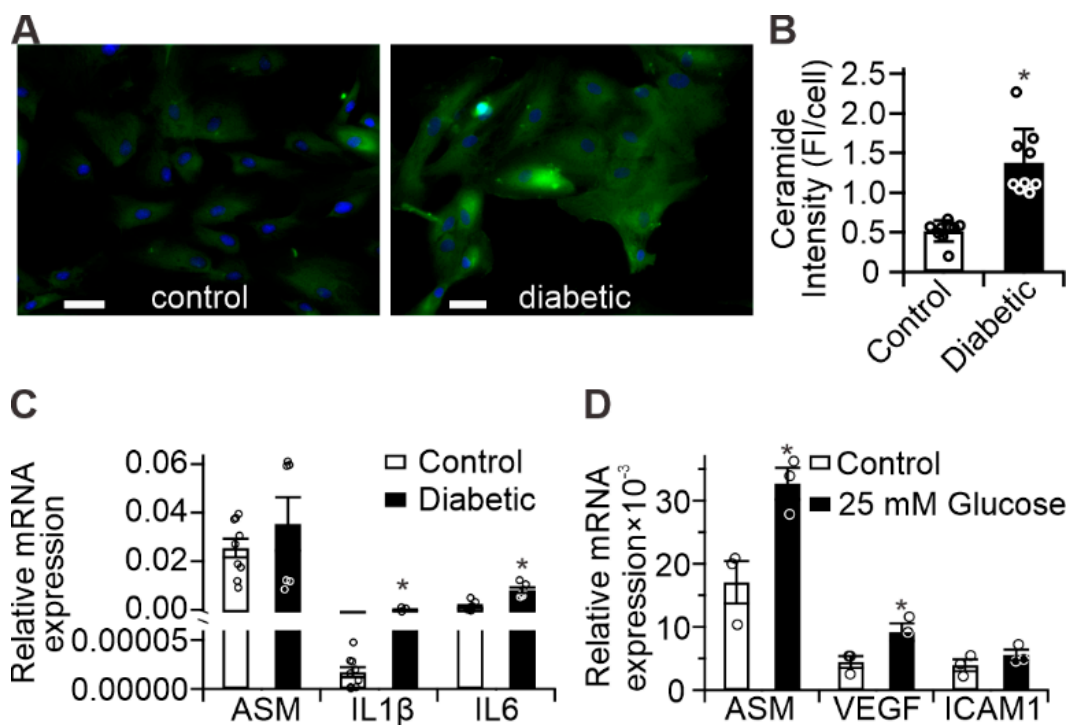 A
control
diabetic
B
Ceramide
Intensity (FI/cell)
2.5
2.0
1.5
1.0
0.5
0
*
Control
Diabetic
C
Relative mRNA
expression
0.06
0.04
0.02
0.00
0.00005
0.00000
Control
Diabetic
*
*
ASM
IL1β
IL6
D
Relative mRNA
expression×10⁻³
30
20
10
0
Control
25 mM Glucose
*
*
ASM
VEGF
ICAM1